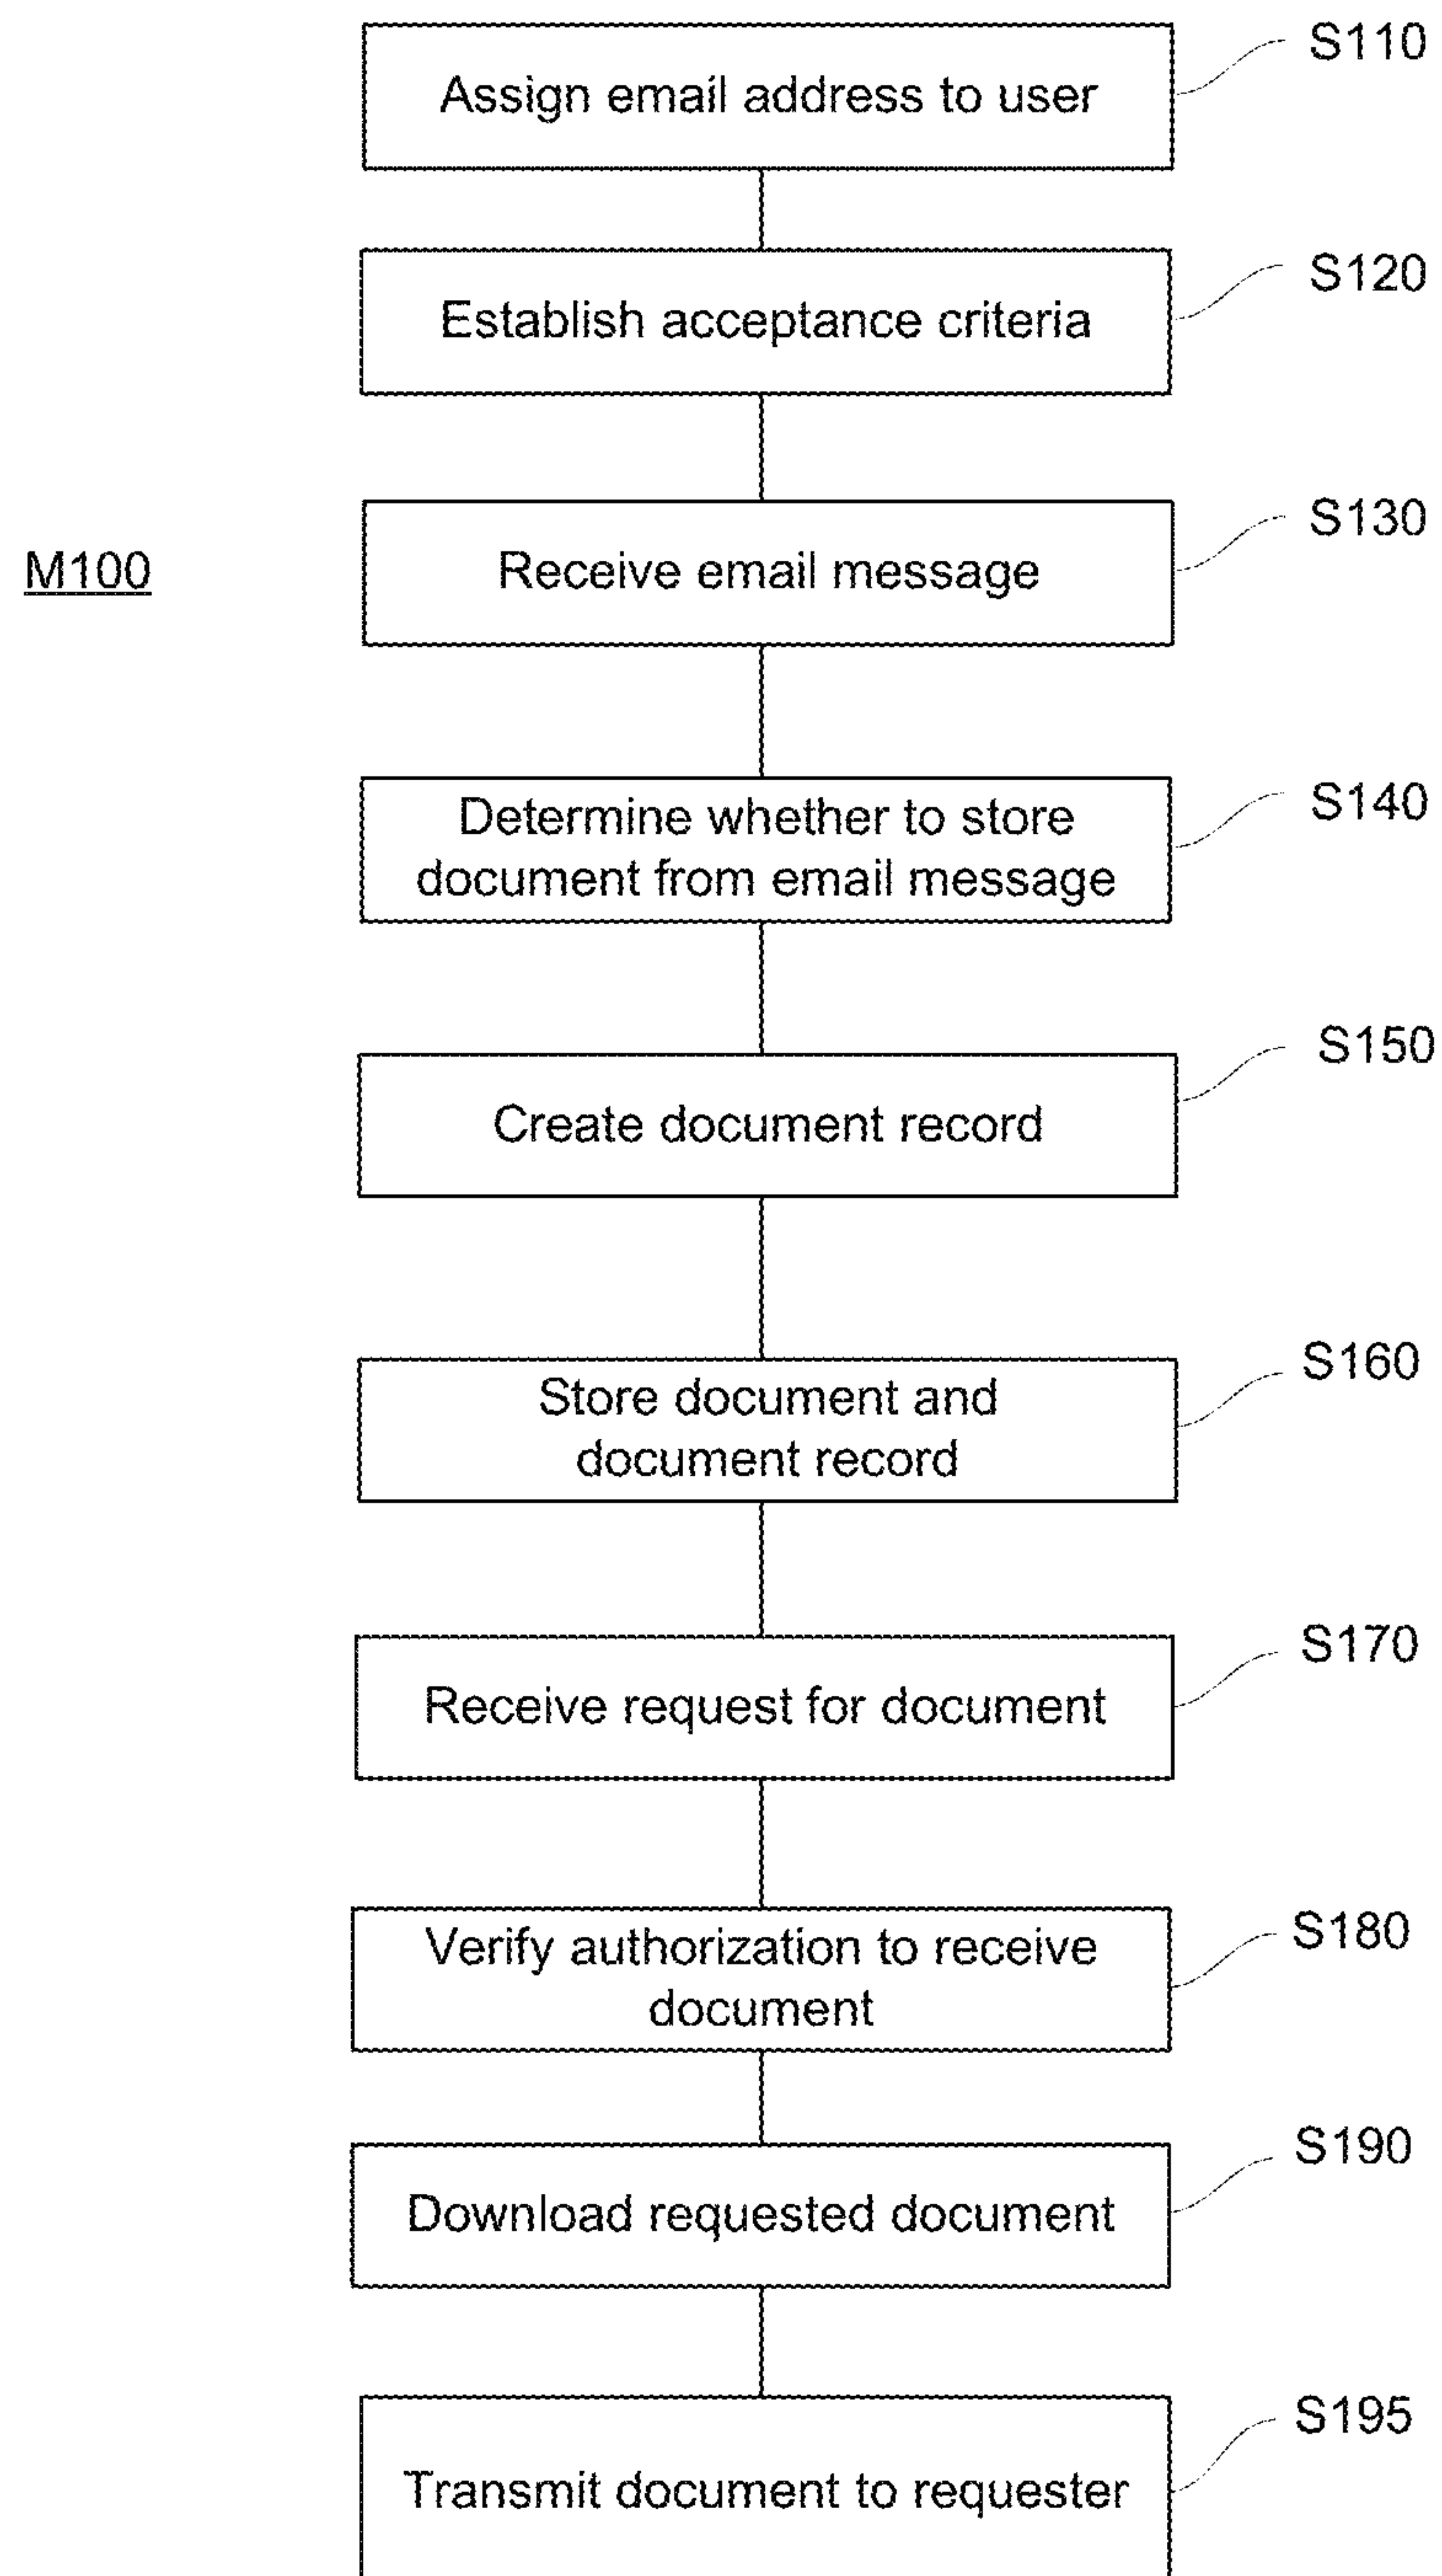 S110
Assign email address to user
S120
Establish acceptance criteria
S130
M100
Receive email message
S140
Determine whether to store
document from email message
S150
Create document record
S160
Store document and
document record
S170
Receive request for document
S180
Verify authorization to receive
document
S190
Download requested document
S195
Transmit document to requester